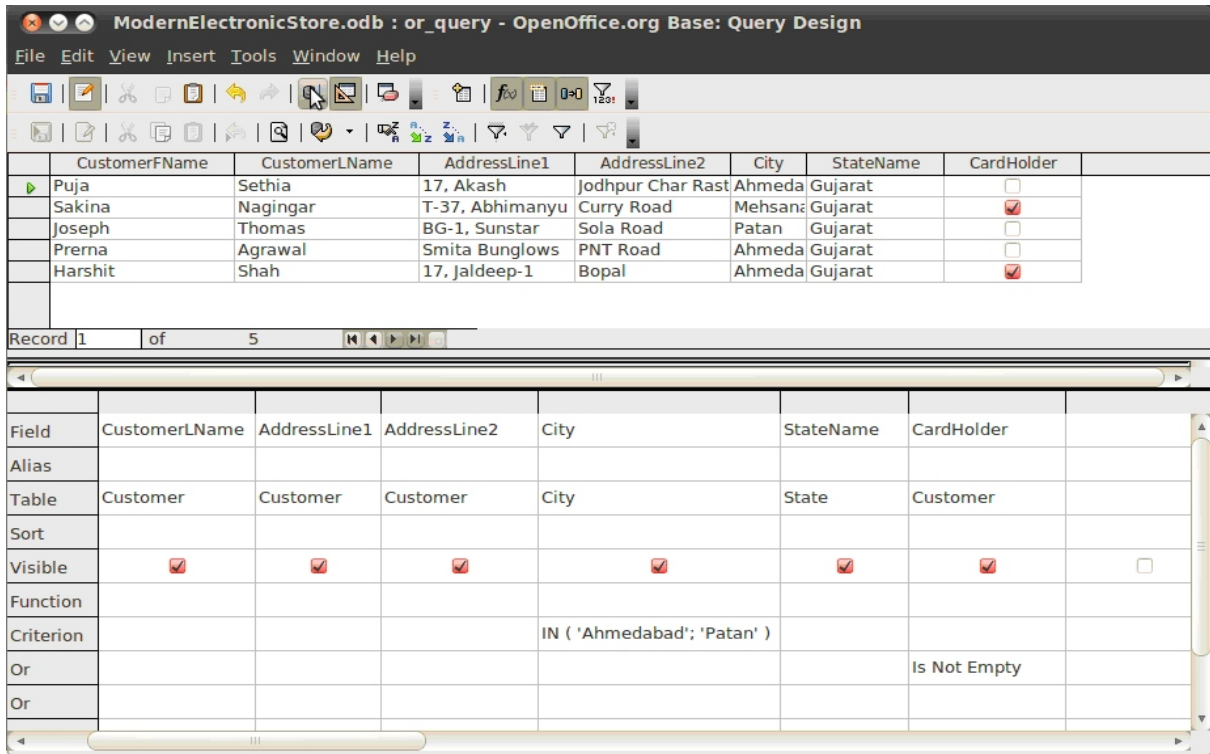 ModernElectronicStore.odb : or_query - OpenOffice.org Base: Query Design
File Edit View Insert Tools Window Help
CustomerFName CustomerLName AddressLine1 AddressLine2 City StateName CardHolder
Puja Sethia 17, Akash Jodhpur Char Rast Ahmeda Gujarat
Sakina Nagingar T-37, Abhimanyu Curry Road Mehsana Gujarat
Joseph Thomas BG-1, Sunstar Sola Road Patan Gujarat
Prerna Agrawal Smita Bunglows PNT Road Ahmeda Gujarat
Harshit Shah 17, Jaldeep-1 Bopal Ahmeda Gujarat
Record 1 of 5
Field CustomerLName AddressLine1 AddressLine2 City StateName CardHolder
Alias
Table Customer Customer Customer City State Customer
Sort
Visible
Function
Criterion IN ( 'Ahmedabad'; 'Patan' )
Or Is Not Empty
Or